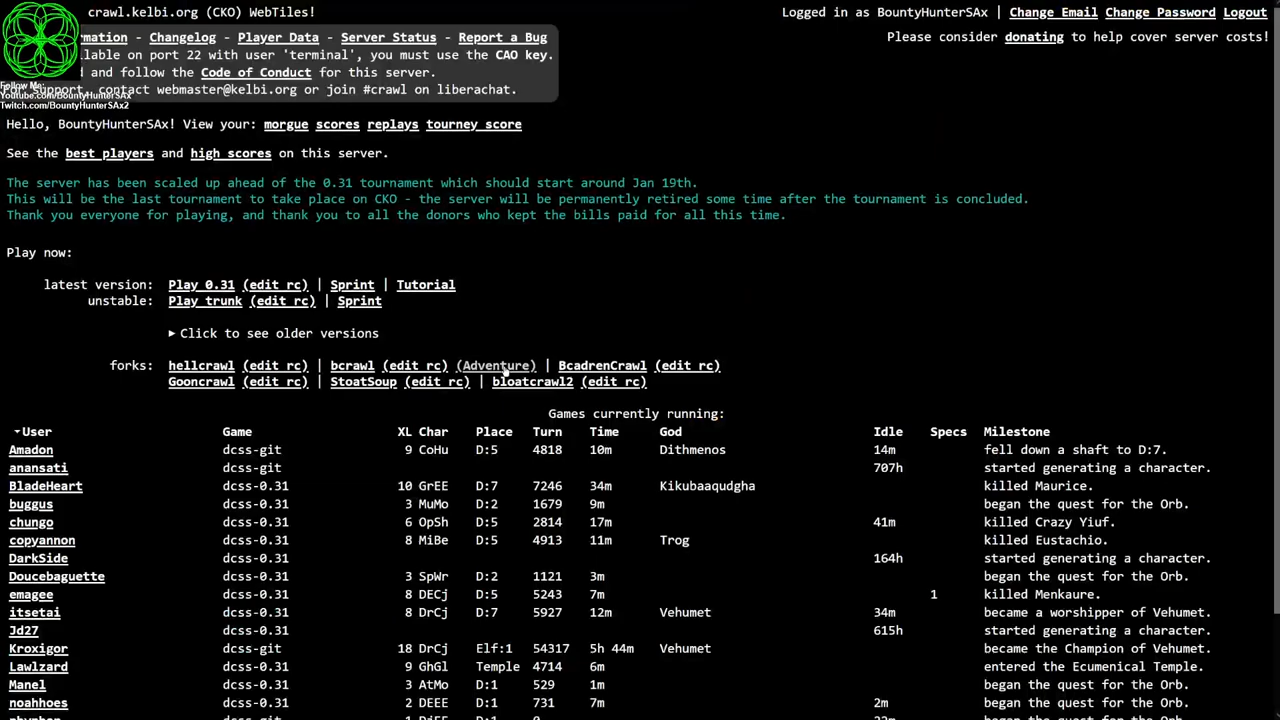 crawl.kelbi.org (CKO) WebTiles! Logged in as BountyHunterSAx | Change Email Change Password Logout
mation - Changelog - Player Data - Server Status - Report a Bug Please consider donating to help cover server costs!
ilable on port 22 with user 'terminal', you must use the CAO key.
d and follow the Code of Conduct for this server.
Follow Me:
support, contact webmaster@kelbi.org or join #crawl on liberachat.
Youtube.com/BountyHunterSAx
Twitch.com/BountyHunterSAx2
Hello, BountyHunterSAx! View your: morgue scores replays tourney score
See the best players and high scores on this server.
The server has been scaled up ahead of the 0.31 tournament which should start around Jan 19th.
This will be the last tournament to take place on CKO - the server will be permanently retired some time after the tournament is concluded.
Thank you everyone for playing, and thank you to all the donors who kept the bills paid for all this time.
Play now:
latest version: Play 0.31 (edit rc) | Sprint | Tutorial
unstable: Play trunk (edit rc) | Sprint
Click to see older versions
forks: hellcrawl (edit rc) | bcrawl (edit rc) (Adventure) | BcadrenCrawl (edit rc)
Gooncrawl (edit rc) | StoatSoup (edit rc) | bloatcrawl2 (edit rc)
Games currently running:
User Game XL Char Place Turn Time God Idle Specs Milestone
Amadon dcss-git 9 CoHu D:5 4818 10m Dithmenos 14m fell down a shaft to D:7.
anansati dcss-git 707h started generating a character.
BladeHeart dcss-0.31 10 GrEE D:7 7246 34m Kikubaaqudgha killed Maurice.
buggus dcss-0.31 3 MuMo D:2 1679 9m began the quest for the Orb.
chungo dcss-0.31 6 OpSh D:5 2814 17m 41m killed Crazy Yiuf.
copyannon dcss-0.31 8 MiBe D:5 4913 11m Trog killed Eustachio.
DarkSide dcss-0.31 164h started generating a character.
Doucebaguette dcss-0.31 3 SpWr D:2 1121 3m began the quest for the Orb.
emagee dcss-0.31 8 DECj D:5 5243 7m 1 killed Menkaure.
itsetai dcss-0.31 8 DrCj D:7 5927 12m Vehumet 34m became a worshipper of Vehumet.
Jd27 dcss-0.31 615h started generating a character.
Kroxigor dcss-git 18 DrCj Elf:1 54317 5h 44m Vehumet became the Champion of Vehumet.
Lawlzard dcss-0.31 9 GhGl Temple 4714 6m entered the Ecumenical Temple.
Manel dcss-0.31 3 AtMo D:1 529 1m began the quest for the Orb.
noahhoes dcss-0.31 2 DEEE D:1 731 7m 2m began the quest for the Orb.